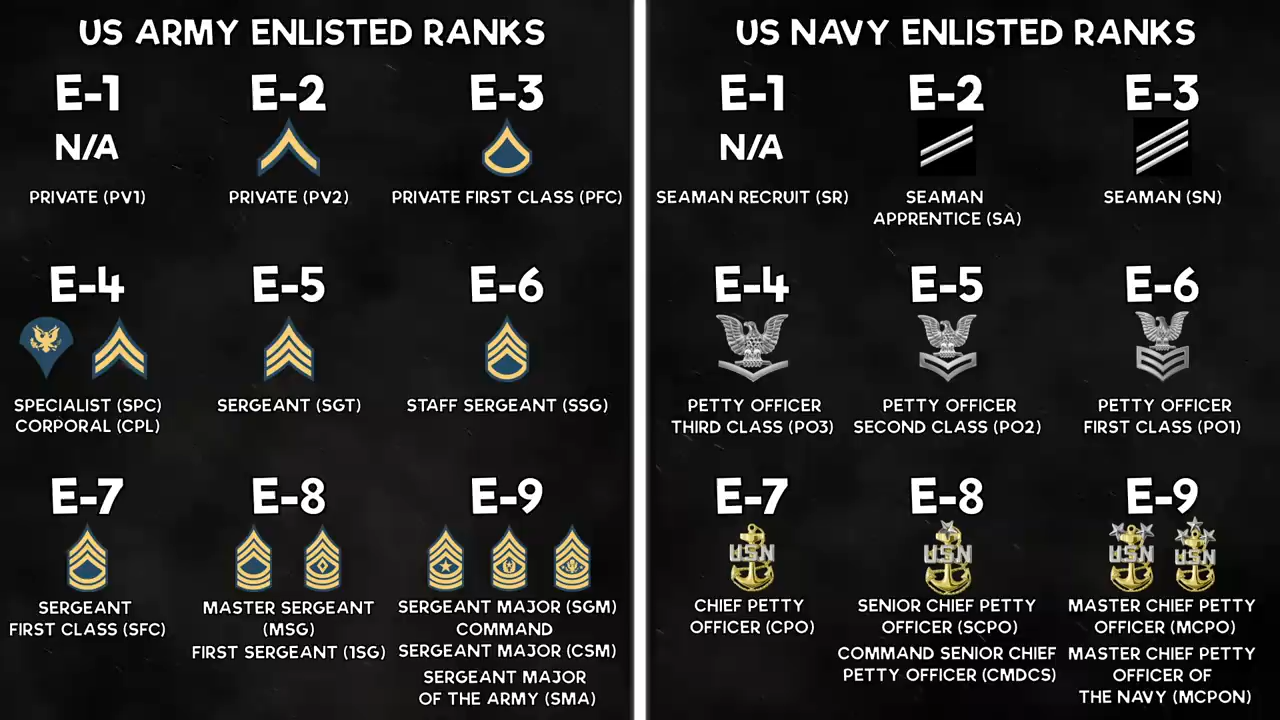 US ARMY ENLISTED RANKS
E-1
N/A
PRIVATE (PV1)
E-2
PRIVATE (PV2)
E-3
PRIVATE FIRST CLASS (PFC)
E-4
SPECIALIST (SPC)
CORPORAL (CPL)
E-5
SERGEANT (SGT)
E-6
STAFF SERGEANT (SSG)
E-7
SERGEANT
FIRST CLASS (SFC)
E-8
MASTER SERGEANT
(MSG)
FIRST SERGEANT (1SG)
E-9
SERGEANT MAJOR (SGM)
COMMAND
SERGEANT MAJOR (CSM)
SERGEANT MAJOR
OF THE ARMY (SMA)
US NAVY ENLISTED RANKS
E-1
N/A
SEAMAN RECRUIT (SR)
E-2
SEAMAN
APPRENTICE (SA)
E-3
SEAMAN (SN)
E-4
PETTY OFFICER
THIRD CLASS (PO3)
E-5
PETTY OFFICER
SECOND CLASS (PO2)
E-6
PETTY OFFICER
FIRST CLASS (PO1)
E-7
USN
CHIEF PETTY
OFFICER (CPO)
E-8
USN
SENIOR CHIEF PETTY
OFFICER (SCPO)
COMMAND SENIOR CHIEF
PETTY OFFICER (CMDCS)
E-9
USN
USN
MASTER CHIEF PETTY
OFFICER (MCPO)
MASTER CHIEF PETTY
OFFICER OF
THE NAVY (MCPON)